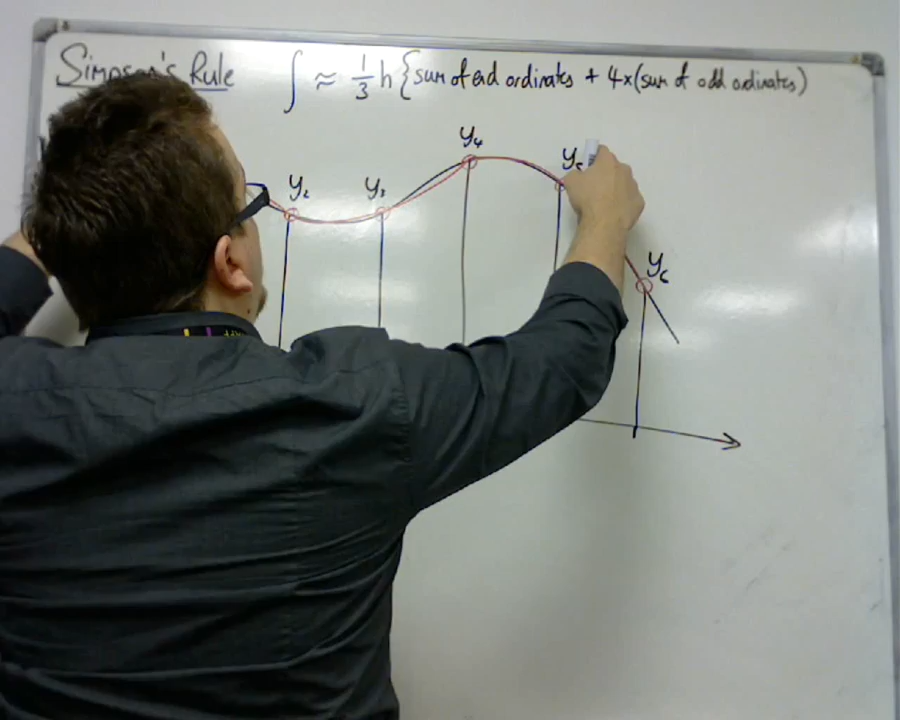 Simpson's Rule ∫ ≈ 1/3 h { sum of end ordinates + 4x(sum of odd ordinates)
y₄
y₂ y₃ y₅
y₆